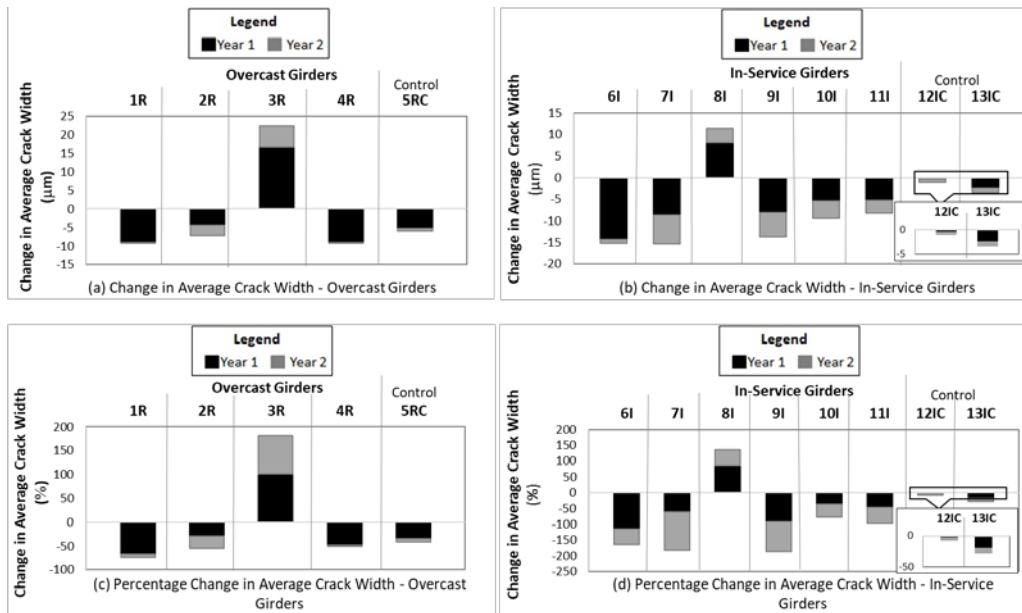 Legend
Year 1 Year 2
Overcast Girders
Control
1R 2R 3R 4R 5RC
Change in Average Crack Width
(µm)
25
20
15
10
5
0
-5
-10
-15
(a) Change in Average Crack Width - Overcast Girders
Legend
Year 1 Year 2
In-Service Girders
Control
6I 7I 8I 9I 10I 11I 12IC 13IC
Change in Average Crack Width
(µm)
15
10
5
0
-5
-10
-15
-20
12IC 13IC
0
-5
(b) Change in Average Crack Width - In-Service Girders
Legend
Year 1 Year 2
Overcast Girders
Control
1R 2R 3R 4R 5RC
Change in Average Crack Width
(%)
200
150
100
50
0
-50
-100
(c) Percentage Change in Average Crack Width - Overcast
Girders
Legend
Year 1 Year 2
In-Service Girders
Control
6I 7I 8I 9I 10I 11I 12IC 13IC
Change in Average Crack Width
(%)
200
150
100
50
0
-50
-100
-150
-200
-250
12IC 13IC
0
-50
(d) Percentage Change in Average Crack Width - In-Service
Girders